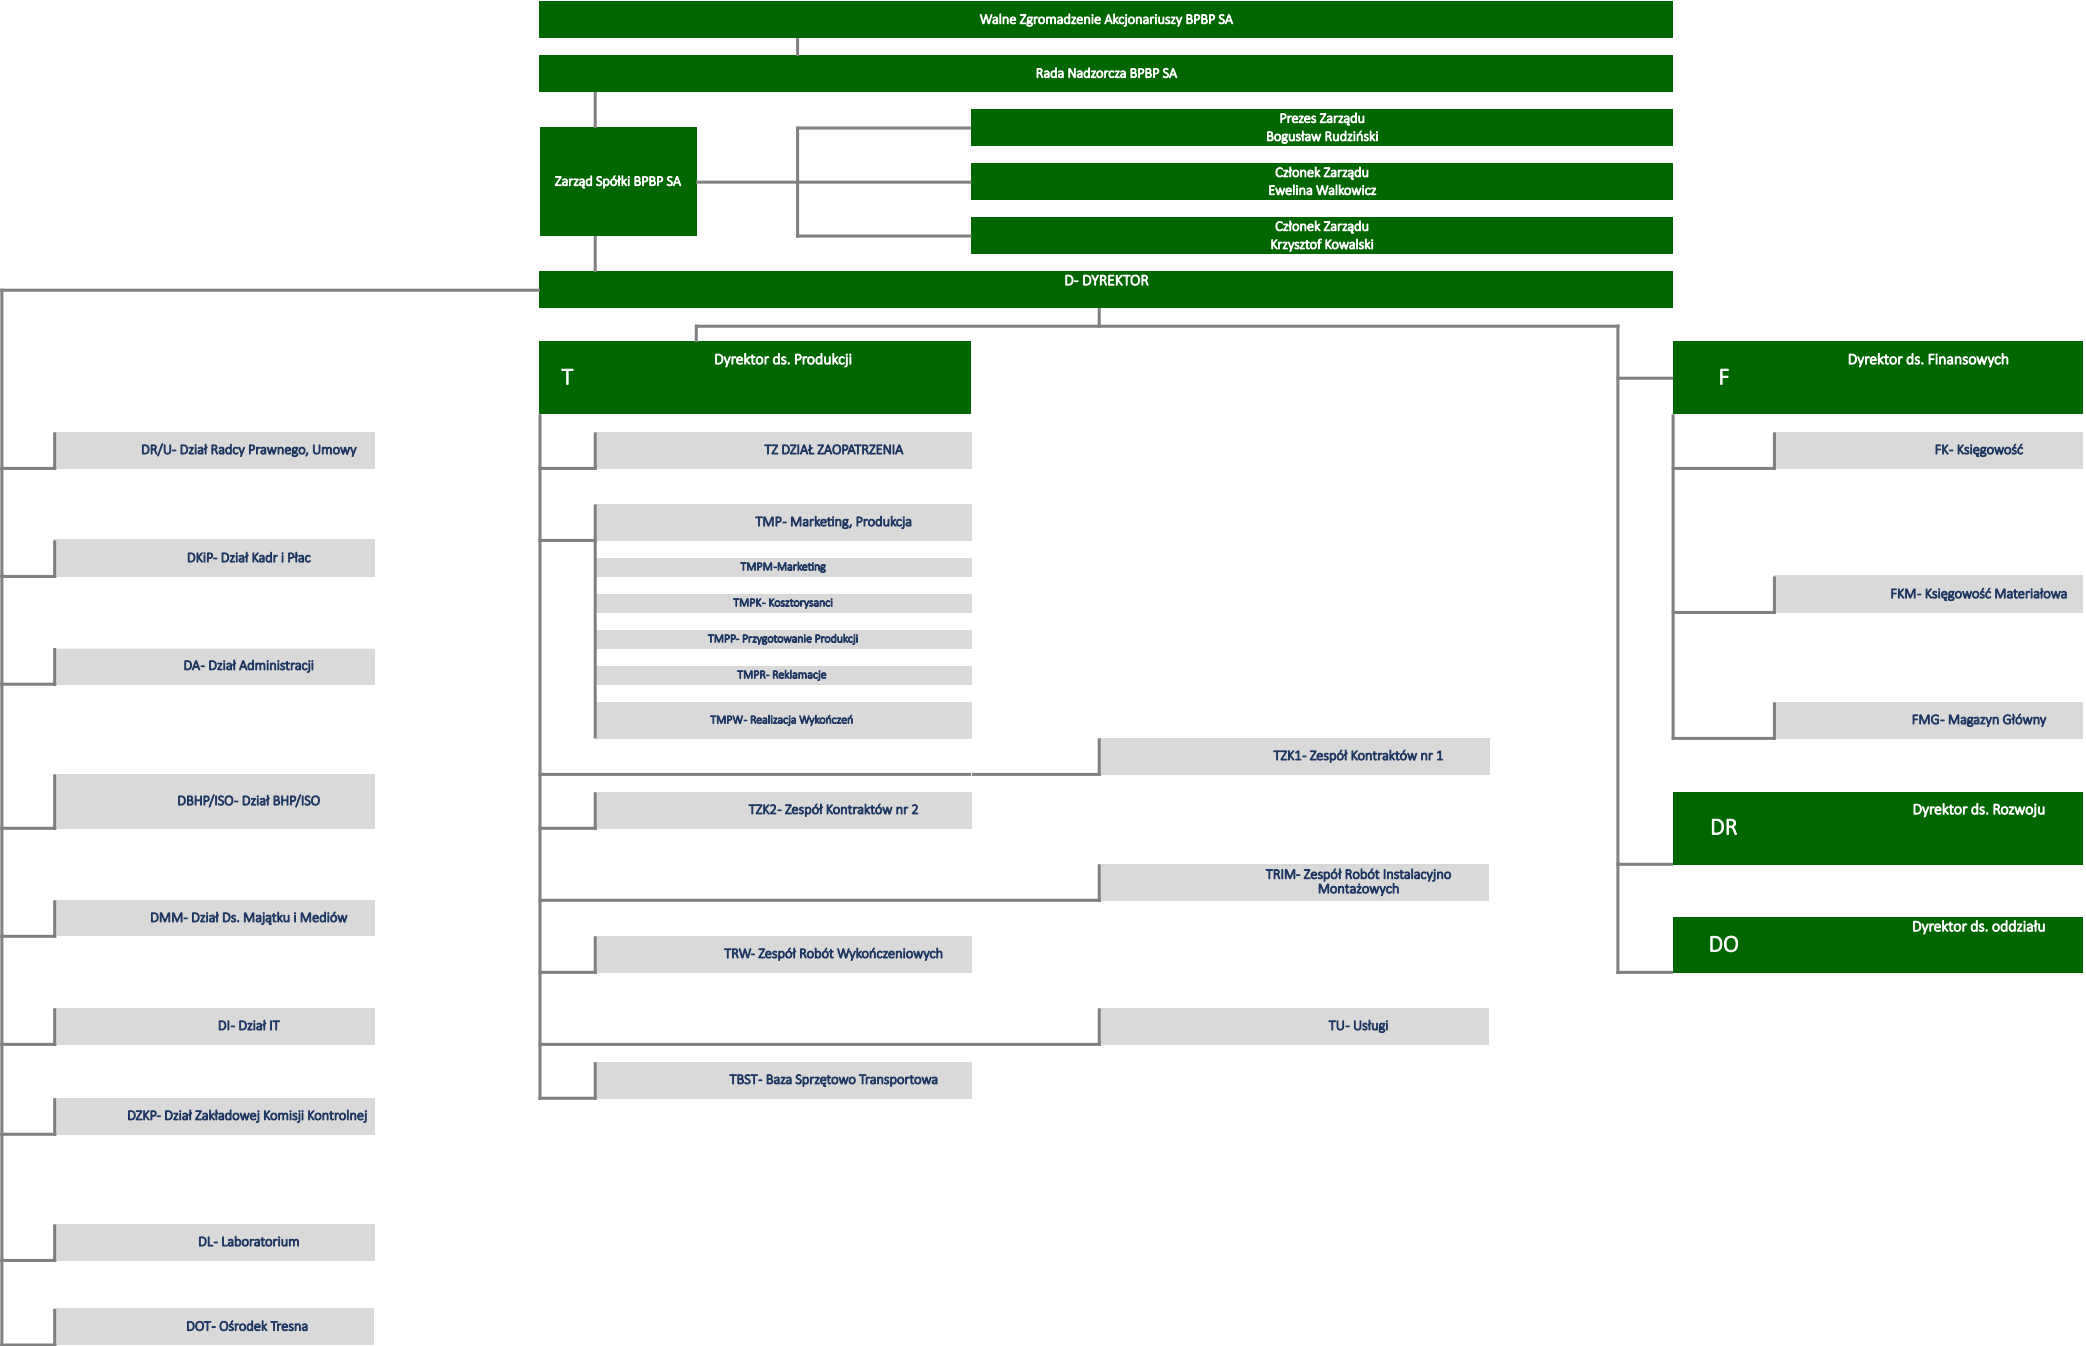 Walne Zgromadzenie Akcjonariuszy BPBP SA
Rada Nadzorcza BPBP SA
Zarząd Spółki BPBP SA
Prezes Zarządu
Bogusław Rudziński
Członek Zarządu
Ewelina Walkowicz
Członek Zarządu
Krzysztof Kowalski
D- DYREKTOR
DR/U- Dział Radcy Prawnego, Umowy
DKiP- Dział Kadr i Płac
DA- Dział Administracji
DBHP/ISO- Dział BHP/ISO
DMM- Dział Ds. Majątku i Mediów
DI- Dział IT
DZKP- Dział Zakładowej Komisji Kontrolnej
DL- Laboratorium
DOT- Ośrodek Tresna
T
Dyrektor ds. Produkcji
TZ DZIAŁ ZAOPATRZENIA
TMP- Marketing, Produkcja
TMPM-Marketing
TMPK- Kosztorysanci
TMPP- Przygotowanie Produkcji
TMPR- Reklamacje
TMPW- Realizacja Wykończeń
TZK1- Zespół Kontraktów nr 1
TZK2- Zespół Kontraktów nr 2
TRIM- Zespół Robót Instalacyjno
Montażowych
TRW- Zespół Robót Wykończeniowych
TU- Usługi
TBST- Baza Sprzętowo Transportowa
F
Dyrektor ds. Finansowych
FK- Księgowość
FKM- Księgowość Materiałowa
FMG- Magazyn Główny
DR
Dyrektor ds. Rozwoju
DO
Dyrektor ds. oddziału